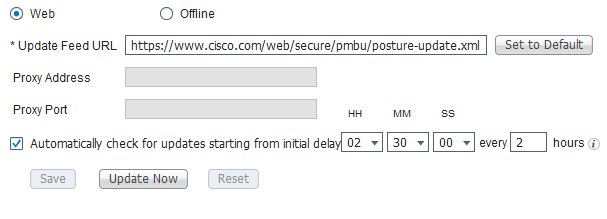 Web Offline
* Update Feed URL https://www.cisco.com/web/secure/pmbu/posture-update.xml Set to Default
Proxy Address
Proxy Port
HH MM SS
Automatically check for updates starting from initial delay 02 30 00 every 2 hours i
Save Update Now Reset